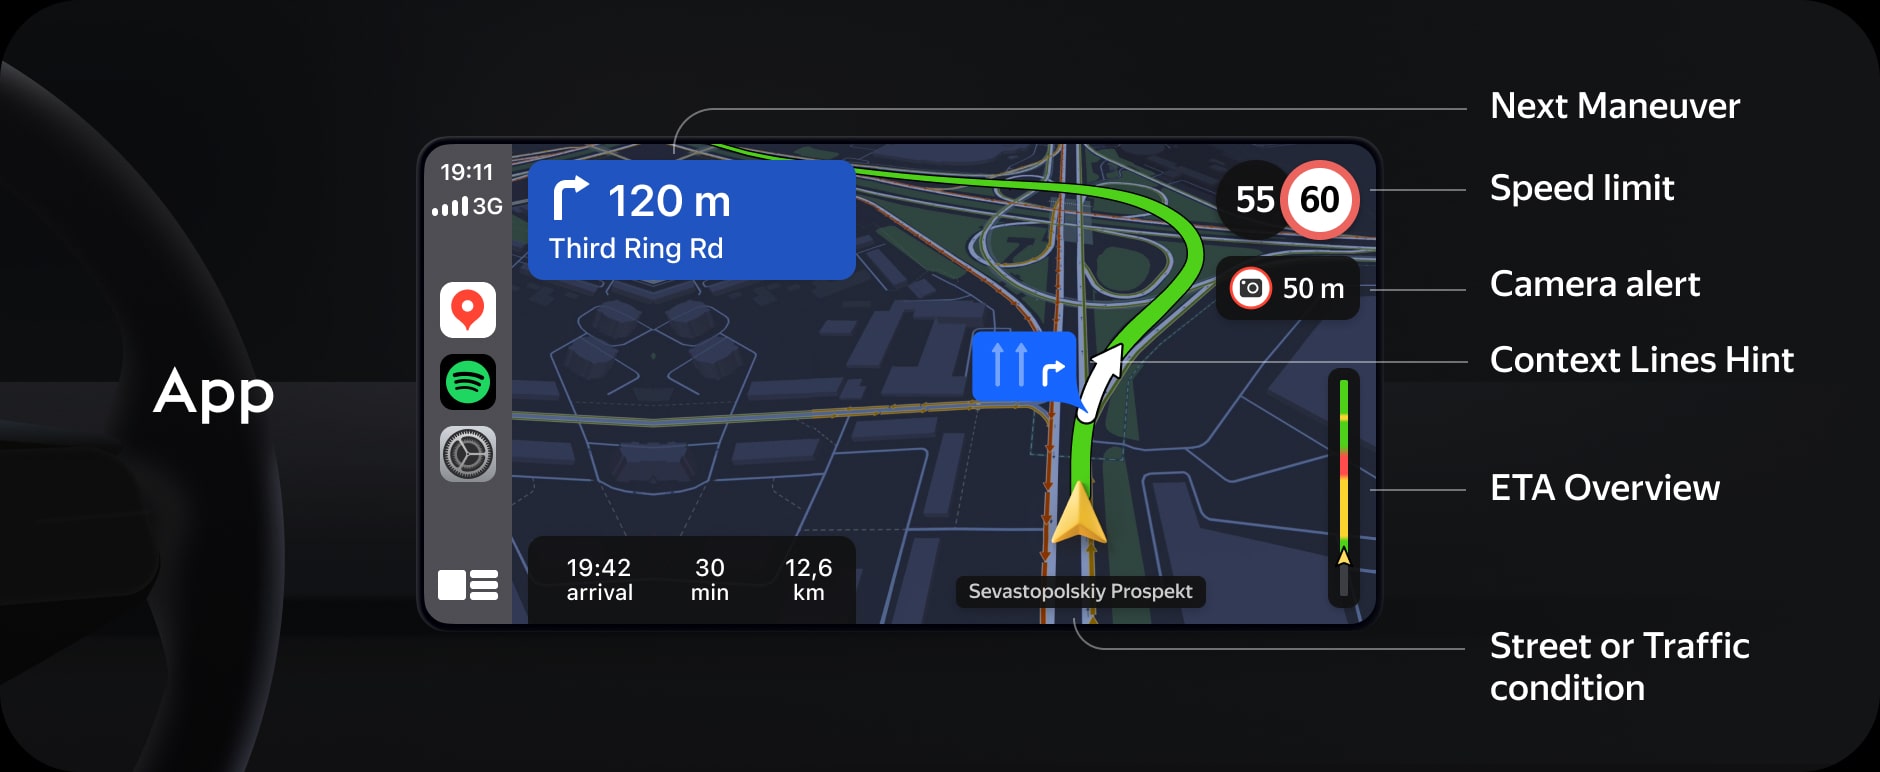 App
19:11
3G
120 m
Third Ring Rd
55
60
50 m
19:42
arrival
30
min
12,6
km
Sevastopolskiy Prospekt
Next Maneuver
Speed limit
Camera alert
Context Lines Hint
ETA Overview
Street or Traffic
condition